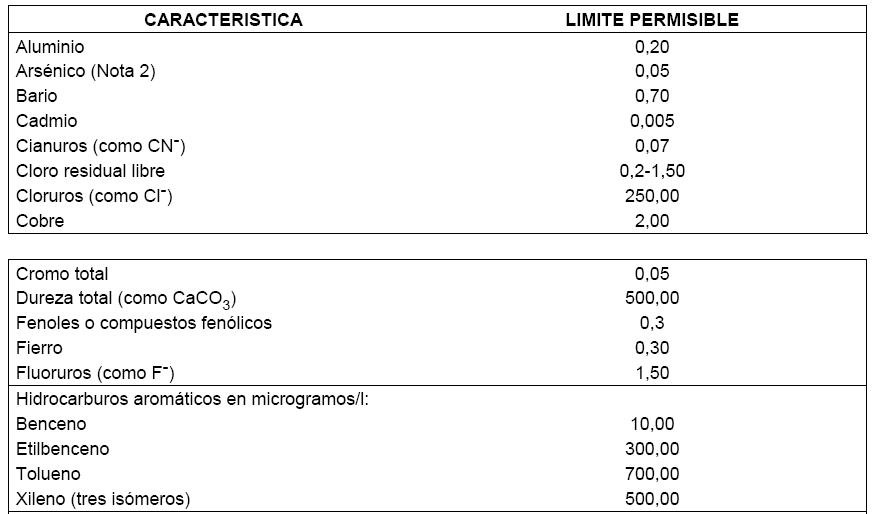 CARACTERISTICA LIMITE PERMISIBLE
Aluminio 0,20
Arsénico (Nota 2) 0,05
Bario 0,70
Cadmio 0,005
Cianuros (como CN⁻) 0,07
Cloro residual libre 0,2-1,50
Cloruros (como Cl⁻) 250,00
Cobre 2,00
Cromo total 0,05
Dureza total (como CaCO₃) 500,00
Fenoles o compuestos fenólicos 0,3
Fierro 0,30
Fluoruros (como F⁻) 1,50
Hidrocarburos aromáticos en microgramos/l:
Benceno 10,00
Etilbenceno 300,00
Tolueno 700,00
Xileno (tres isómeros) 500,00